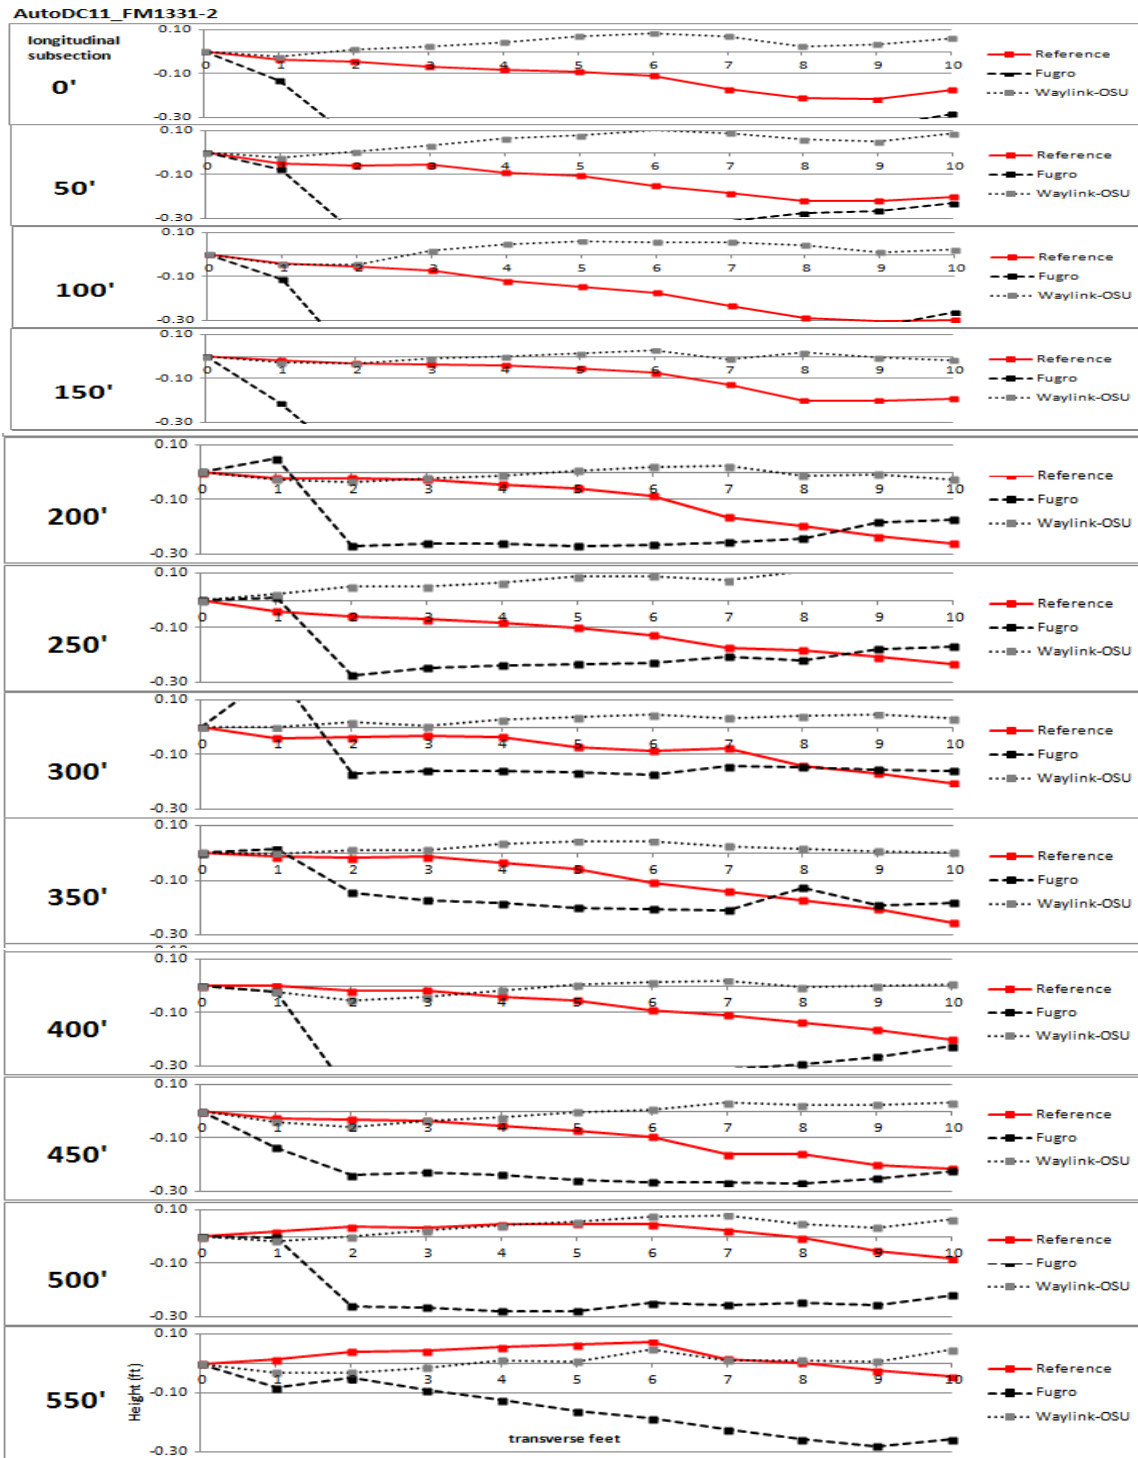 AutoDC11_FM1331-2
longitudinal
subsection
0'
0.10
-0.10
-0.30
0 1 2 3 4 5 6 7 8 9 10
Reference
Fugro
Waylink-OSU
50'
0.10
-0.10
-0.30
0 1 2 3 4 5 6 7 8 9 10
Reference
Fugro
Waylink-OSU
100'
0.10
-0.10
-0.30
0 1 2 3 4 5 6 7 8 9 10
Reference
Fugro
Waylink-OSU
150'
0.10
-0.10
-0.30
0 1 2 3 4 5 6 7 8 9 10
Reference
Fugro
Waylink-OSU
200'
0.10
-0.10
-0.30
0 1 2 3 4 5 6 7 8 9 10
Reference
Fugro
Waylink-OSU
250'
0.10
-0.10
-0.30
0 1 2 3 4 5 6 7 8 9 10
Reference
Fugro
Waylink-OSU
300'
0.10
-0.10
-0.30
0 1 2 3 4 5 6 7 8 9 10
Reference
Fugro
Waylink-OSU
350'
0.10
-0.10
-0.30
0 1 2 3 4 5 6 7 8 9 10
Reference
Fugro
Waylink-OSU
400'
0.10
-0.10
-0.30
0 1 2 3 4 5 6 7 8 9 10
Reference
Fugro
Waylink-OSU
450'
0.10
-0.10
-0.30
0 1 2 3 4 5 6 7 8 9 10
Reference
Fugro
Waylink-OSU
500'
0.10
-0.10
-0.30
0 1 2 3 4 5 6 7 8 9 10
Reference
Fugro
Waylink-OSU
550'
Height (ft)
0.10
-0.10
-0.30
0 1 2 3 4 5 6 7 8 9 10
transverse feet
Reference
Fugro
Waylink-OSU